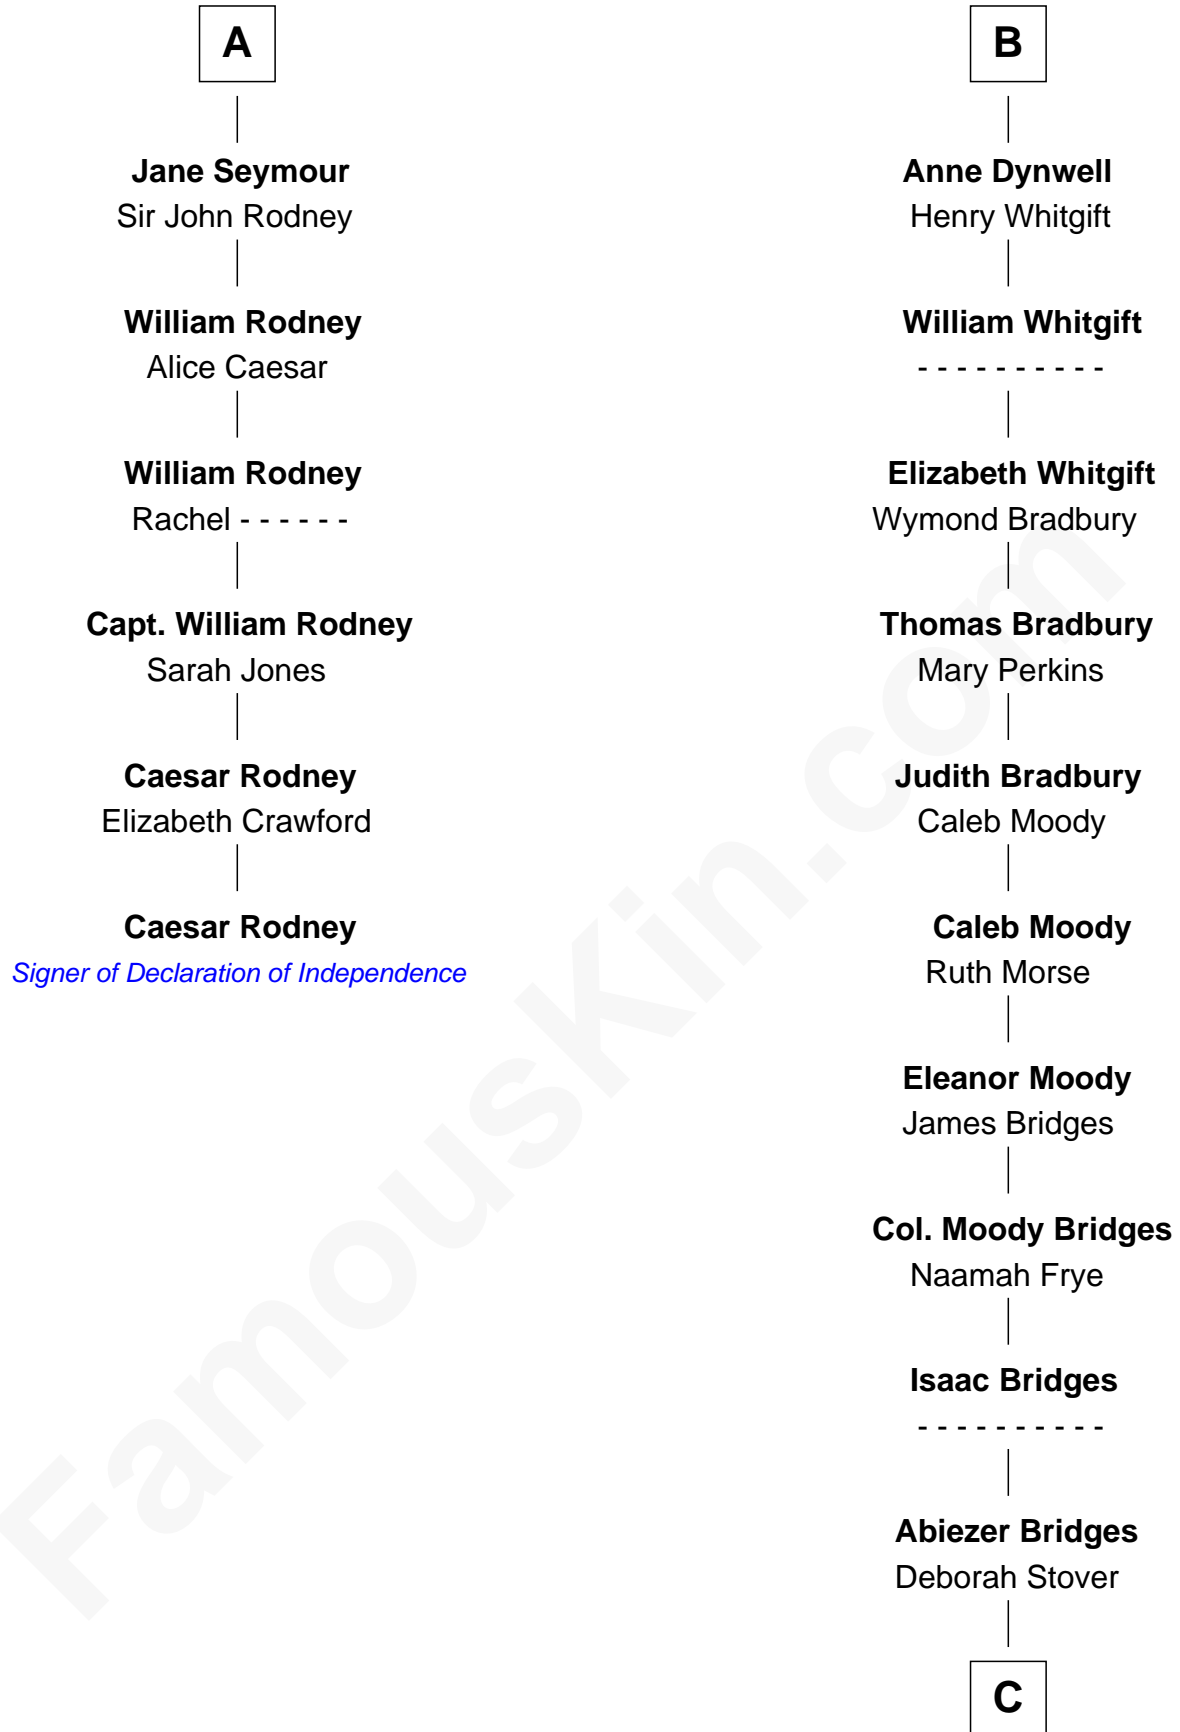 A
Jane Seymour
Sir John Rodney
William Rodney
Alice Caesar
William Rodney
Rachel - - - - - -
Capt. William Rodney
Sarah Jones
Caesar Rodney
Elizabeth Crawford
Caesar Rodney
Signer of Declaration of Independence
B
Anne Dynwell
Henry Whitgift
William Whitgift
- - - - - - - - - -
Elizabeth Whitgift
Wymond Bradbury
Thomas Bradbury
Mary Perkins
Judith Bradbury
Caleb Moody
Caleb Moody
Ruth Morse
Eleanor Moody
James Bridges
Col. Moody Bridges
Naamah Frye
Isaac Bridges
- - - - - - - - - -
Abiezer Bridges
Deborah Stover
C
FamousKin.com